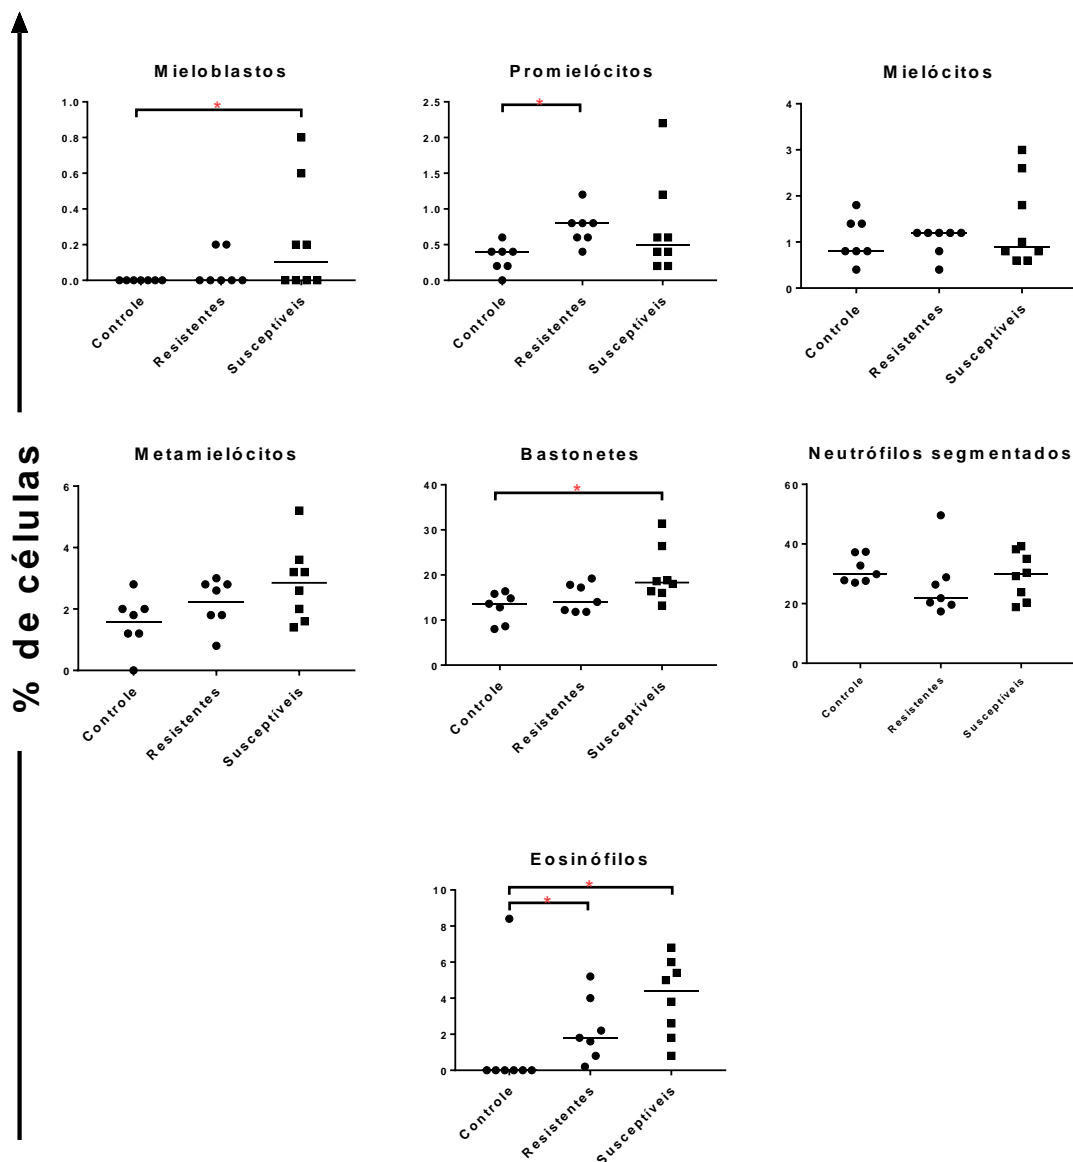 % de células
Mieloblastos
*
1.0
0.8
0.6
0.4
0.2
0.0
Controle
Resistentes
Susceptíveis
Promielócitos
*
2.5
2.0
1.5
1.0
0.5
0.0
Controle
Resistentes
Susceptíveis
Mielócitos
4
3
2
1
0
Controle
Resistentes
Susceptíveis
Metamielócitos
6
4
2
0
Controle
Resistentes
Susceptíveis
Bastonetes
*
40
30
20
10
0
Controle
Resistentes
Susceptíveis
Neutrófilos segmentados
60
40
20
0
Controle
Resistentes
Susceptíveis
Eosinófilos
*
*
10
8
6
4
2
0
Controle
Resistentes
Susceptíveis